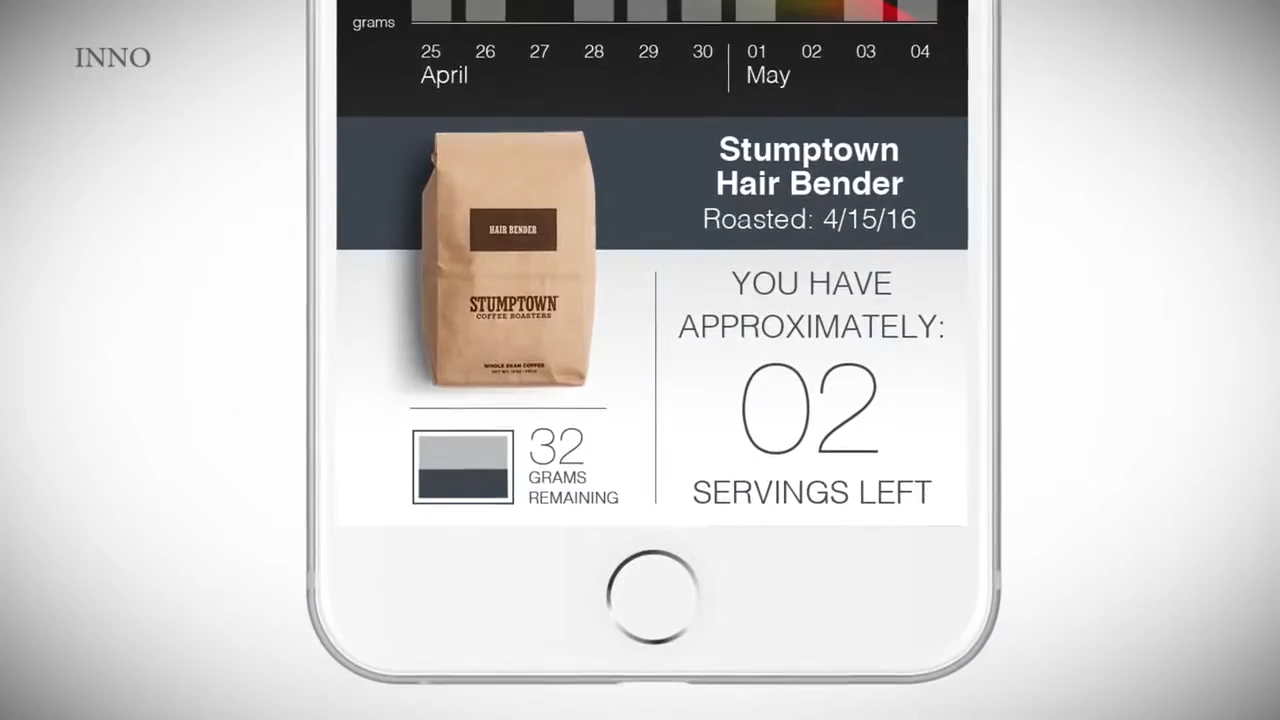 INNO
grams
25 26 27 28 29 30 01 02 03 04
April May
Stumptown
Hair Bender
Roasted: 4/15/16
HAIR BENDER
STUMPTOWN
COFFEE ROASTERS
WHOLE BEAN COFFEE
32
GRAMS
REMAINING
YOU HAVE
APPROXIMATELY:
02
SERVINGS LEFT